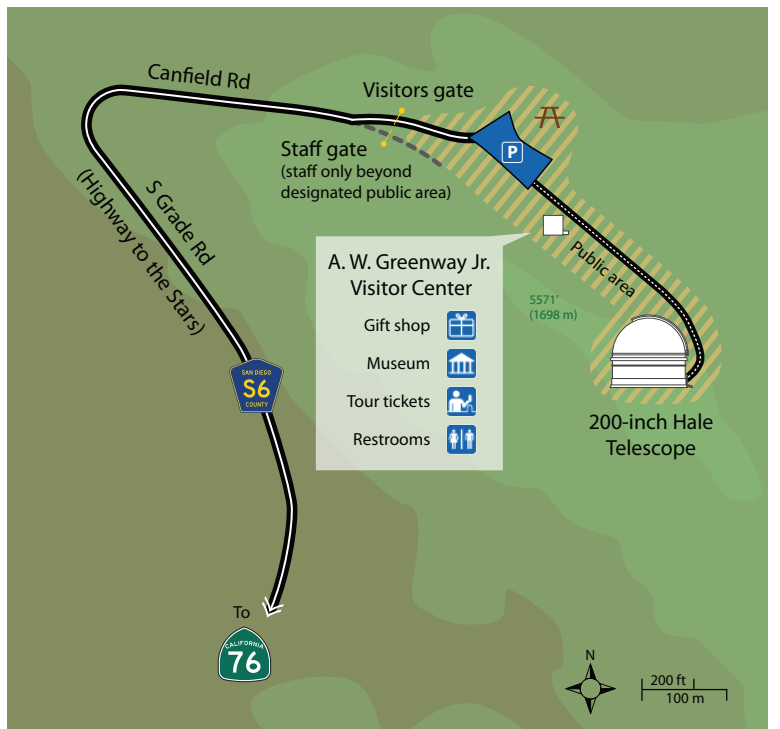 Canfield Rd
Visitors gate
Staff gate
(staff only beyond
designated public area)
P
S Grade Rd
(Highway to the Stars)
Public area
A. W. Greenway Jr.
Visitor Center
Gift shop
Museum
Tour tickets
Restrooms
5571'
(1698 m)
SAN DIEGO
S6
COUNTY
200-inch Hale
Telescope
To
CALIFORNIA
76
N
200 ft
100 m